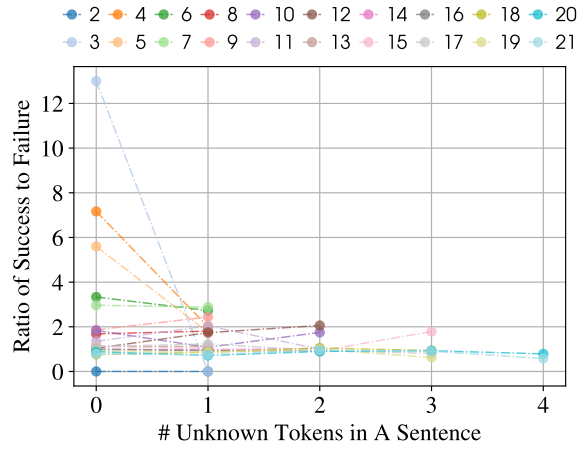 2 4 6 8 10 12 14 16 18 20
3 5 7 9 11 13 15 17 19 21
Ratio of Success to Failure
12
10
8
6
4
2
0
0 1 2 3 4
# Unknown Tokens in A Sentence